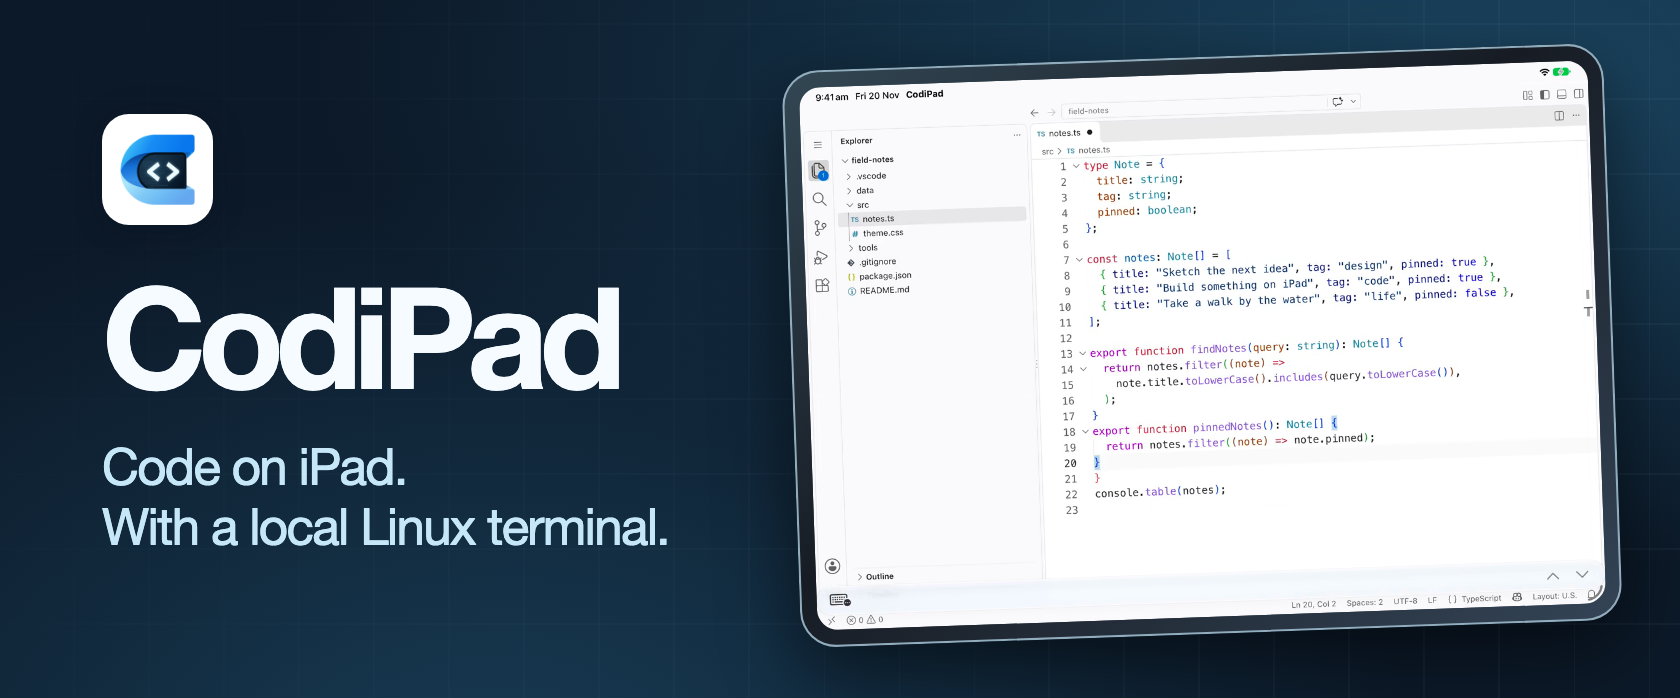 CodiPad
Code on iPad.
With a local Linux terminal.
9:41 am Fri 20 Nov CodiPad
field-notes
Explorer
field-notes
.vscode
data
src
TS notes.ts
# theme.css
tools
.gitignore
{} package.json
README.md
Outline
TS notes.ts
src > TS notes.ts
1 type Note = {
2 title: string;
3 tag: string;
4 pinned: boolean;
5 };
6
7 const notes: Note[] = [
8 { title: "Sketch the next idea", tag: "design", pinned: true },
9 { title: "Build something on iPad", tag: "code", pinned: true },
10 { title: "Take a walk by the water", tag: "life", pinned: false },
11 ];
12
13 export function findNotes(query: string): Note[] {
14 return notes.filter((note) =>
15 note.title.toLowerCase().includes(query.toLowerCase()),
16 );
17 }
18 export function pinnedNotes(): Note[] {
19 return notes.filter((note) => note.pinned);
20 }
21 }
22 console.table(notes);
23
0 0
Ln 20, Col 2 Spaces: 2 UTF-8 LF { } TypeScript Layout: U.S.